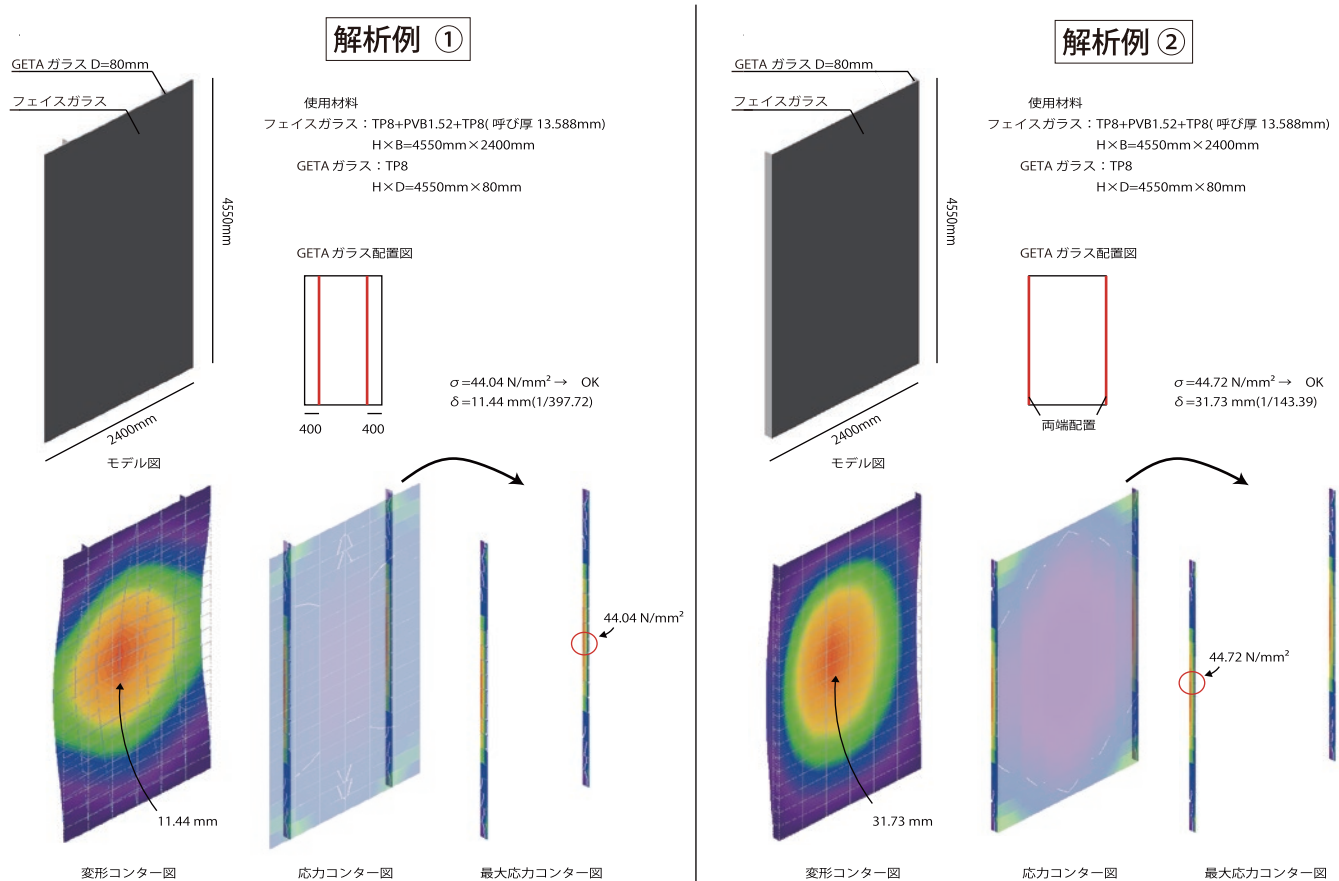 解析例 ①
GETA ガラス D=80mm
フェイスガラス
使用材料
フェイスガラス：TP8+PVB1.52+TP8( 呼び厚 13.588mm)
H×B=4550mm×2400mm
GETA ガラス：TP8
H×D=4550mm×80mm
4550mm
GETA ガラス配置図
σ=44.04 N/mm² →　OK
δ=11.44 mm(1/397.72)
400
400
2400mm
モデル図
44.04 N/mm²
11.44 mm
変形コンター図
応力コンター図
最大応力コンター図
解析例 ②
GETA ガラス D=80mm
フェイスガラス
使用材料
フェイスガラス：TP8+PVB1.52+TP8( 呼び厚 13.588mm)
H×B=4550mm×2400mm
GETA ガラス：TP8
H×D=4550mm×80mm
4550mm
GETA ガラス配置図
σ=44.72 N/mm² →　OK
δ=31.73 mm(1/143.39)
両端配置
2400mm
モデル図
44.72 N/mm²
31.73 mm
変形コンター図
応力コンター図
最大応力コンター図